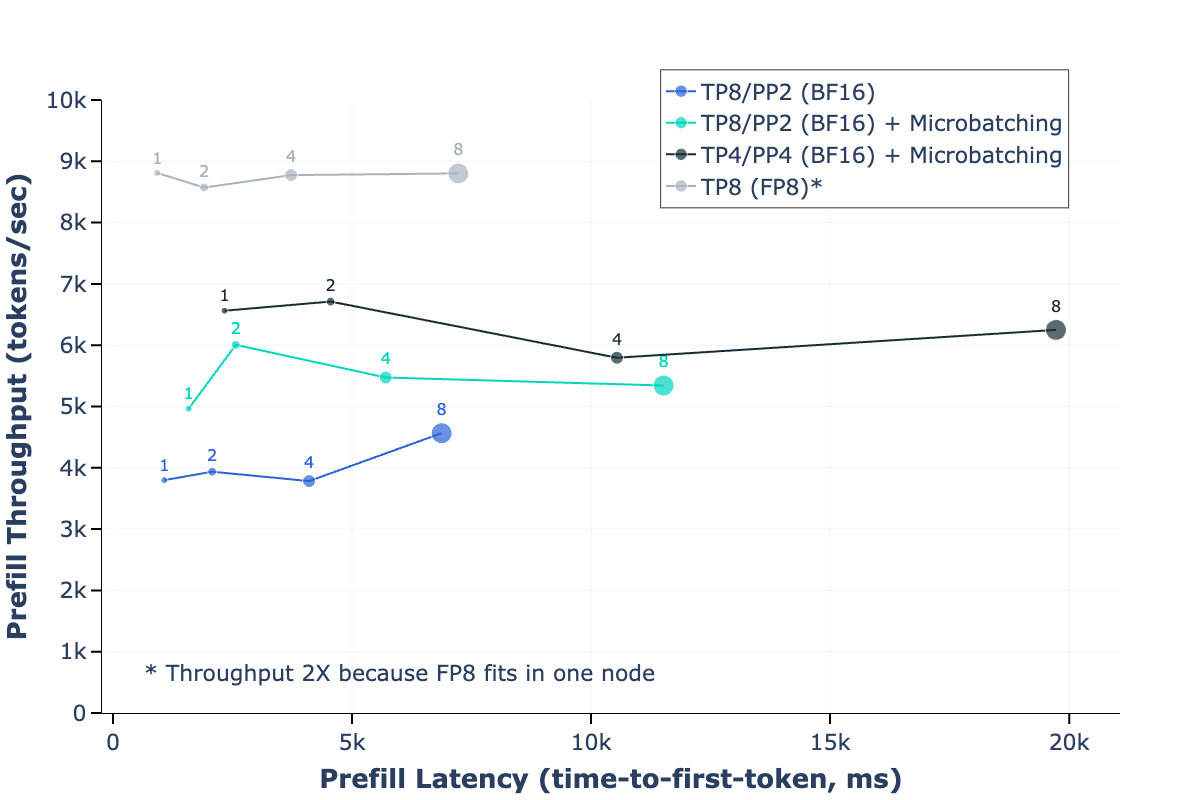 TP8/PP2 (BF16)
TP8/PP2 (BF16) + Microbatching
TP4/PP4 (BF16) + Microbatching
TP8 (FP8)*
Prefill Throughput (tokens/sec)
10k
9k
8k
7k
6k
5k
4k
3k
2k
1k
0
1
2
4
8
1
2
4
8
1
2
4
8
1
2
4
8
* Throughput 2X because FP8 fits in one node
0
5k
10k
15k
20k
Prefill Latency (time-to-first-token, ms)